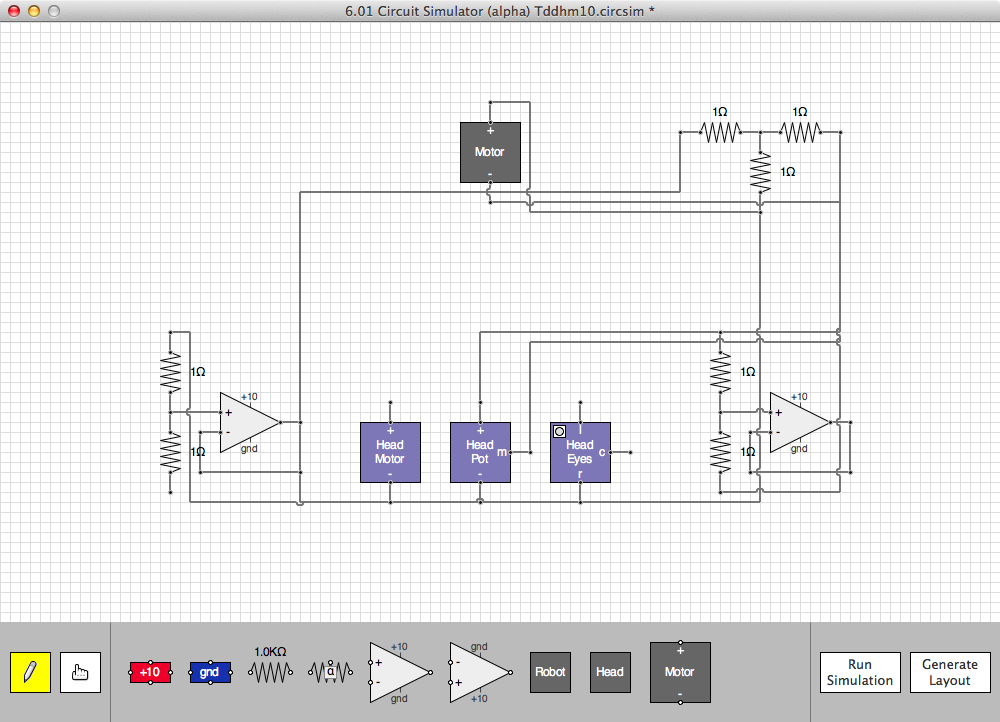 6.01 Circuit Simulator (alpha) Tddhm10.circsim *
1Ω
1Ω
+
Motor
-
1Ω
1Ω
+10
+
-
gnd
1Ω
+
Head
Motor
-
+
Head
Pot
m
-
l
Head
Eyes
c
r
1Ω
+10
+
-
gnd
1Ω
+10
gnd
1.0KΩ
α
+10
+
-
gnd
gnd
-
+
+10
Robot
Head
+
Motor
-
Run
Simulation
Generate
Layout